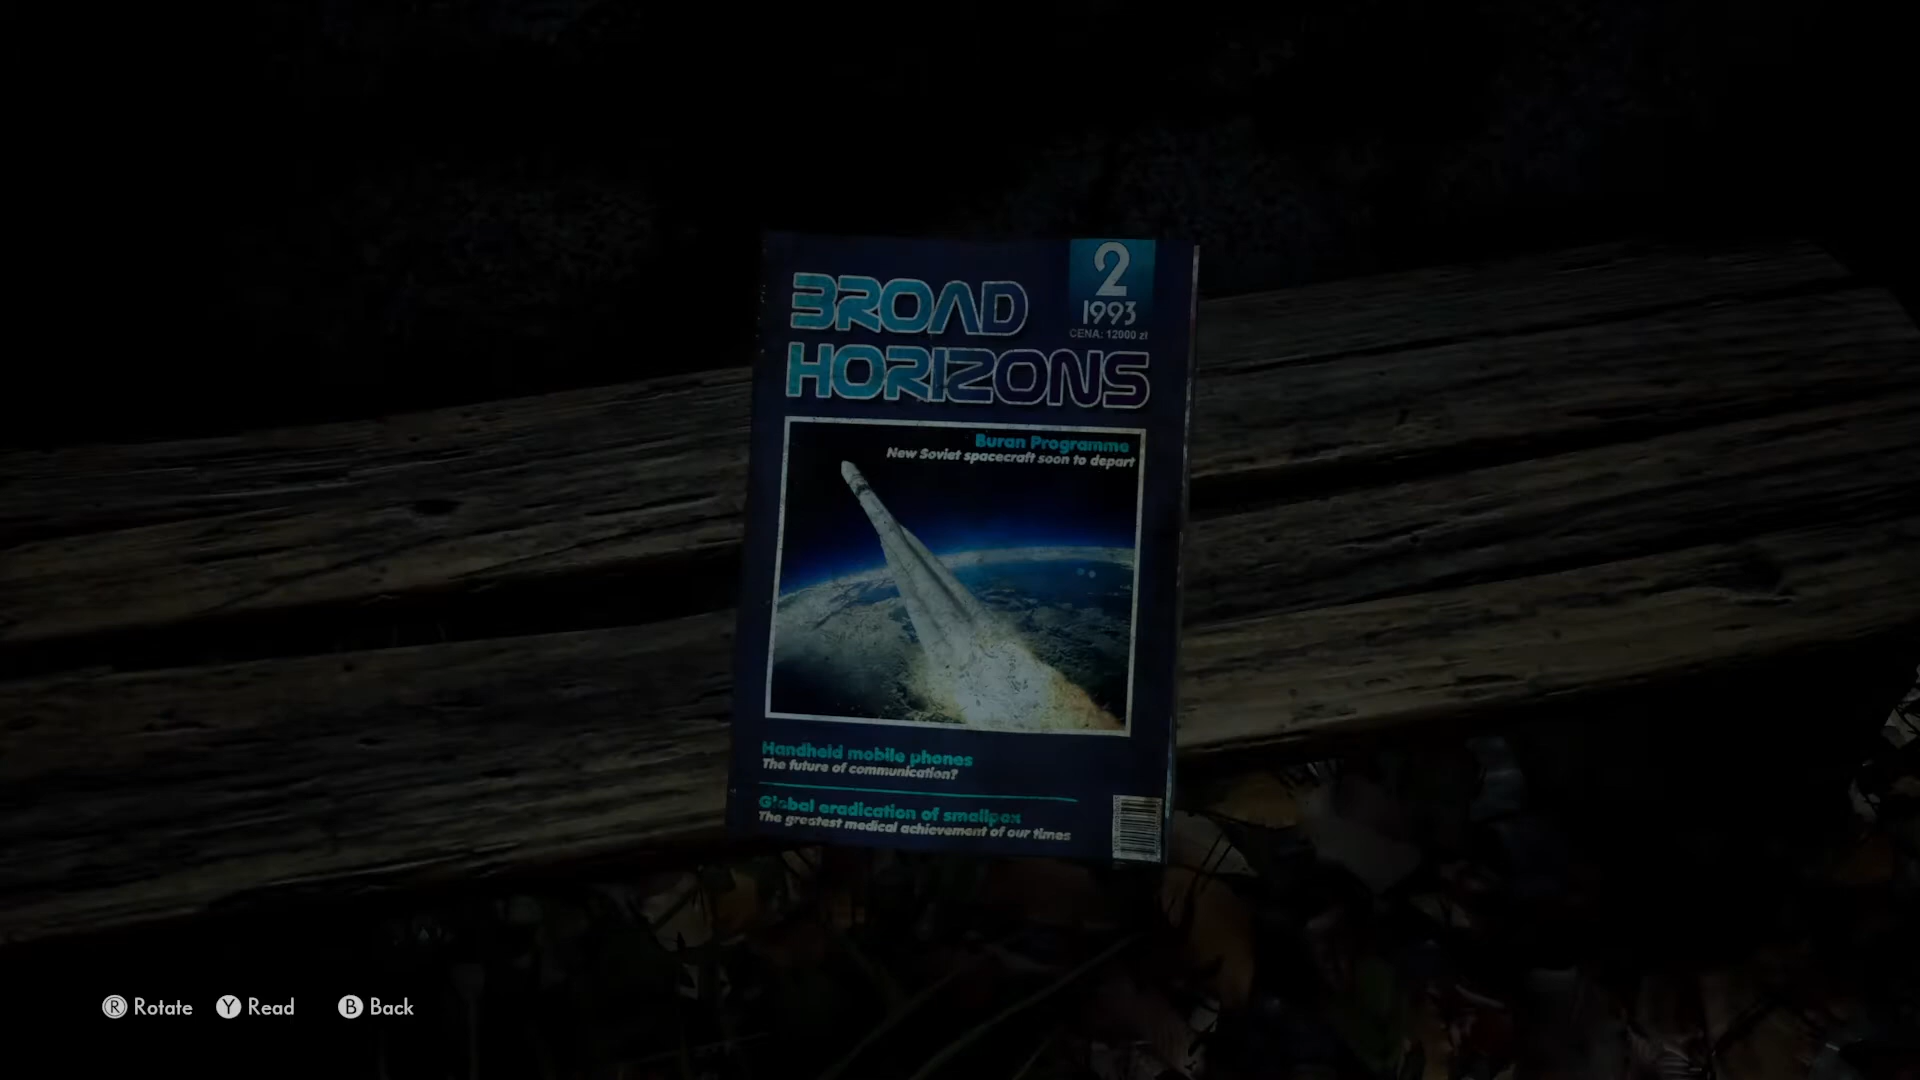 2
1993
CENA: 12000 zł
BROAD
HORIZONS
Buran Programme
New Soviet spacecraft soon to depart
Handheld mobile phones
The future of communication?
Global eradication of smallpox
The greatest medical achievement of our times
R Rotate Y Read B Back